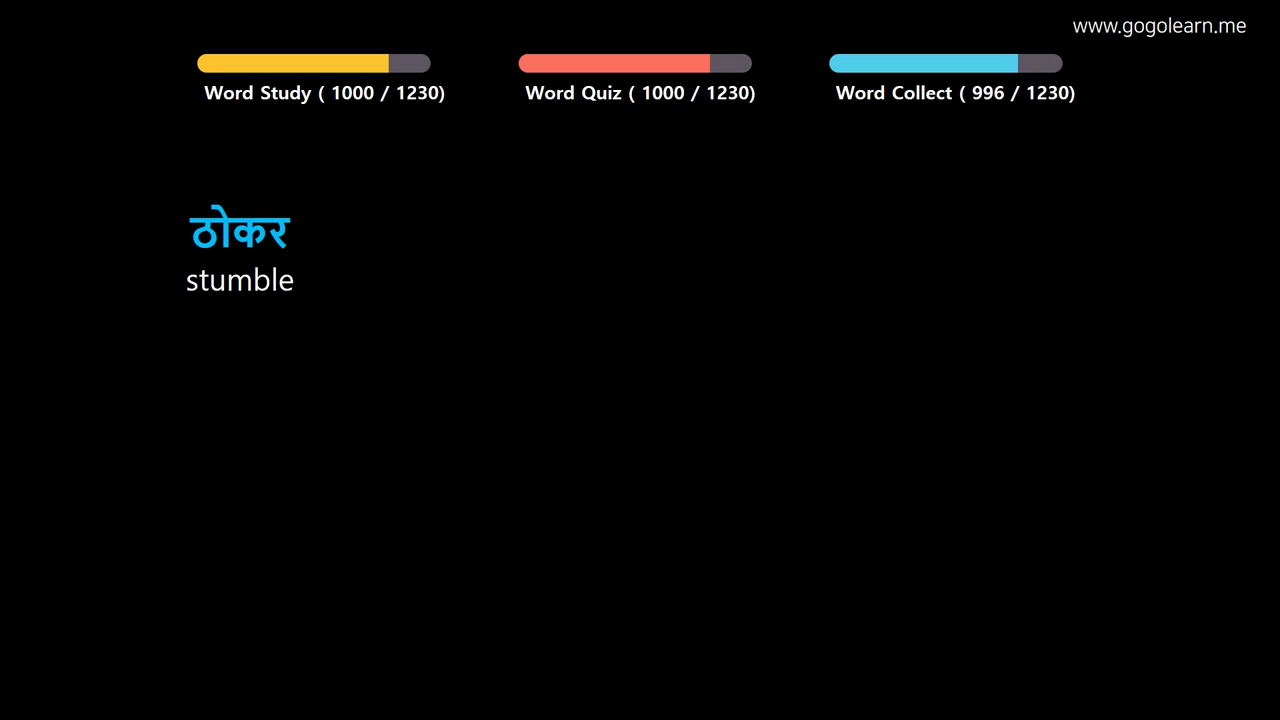 www.gogolearn.me
Word Study ( 1000 / 1230)
Word Quiz ( 1000 / 1230)
Word Collect ( 996 / 1230)
ठोकर
stumble